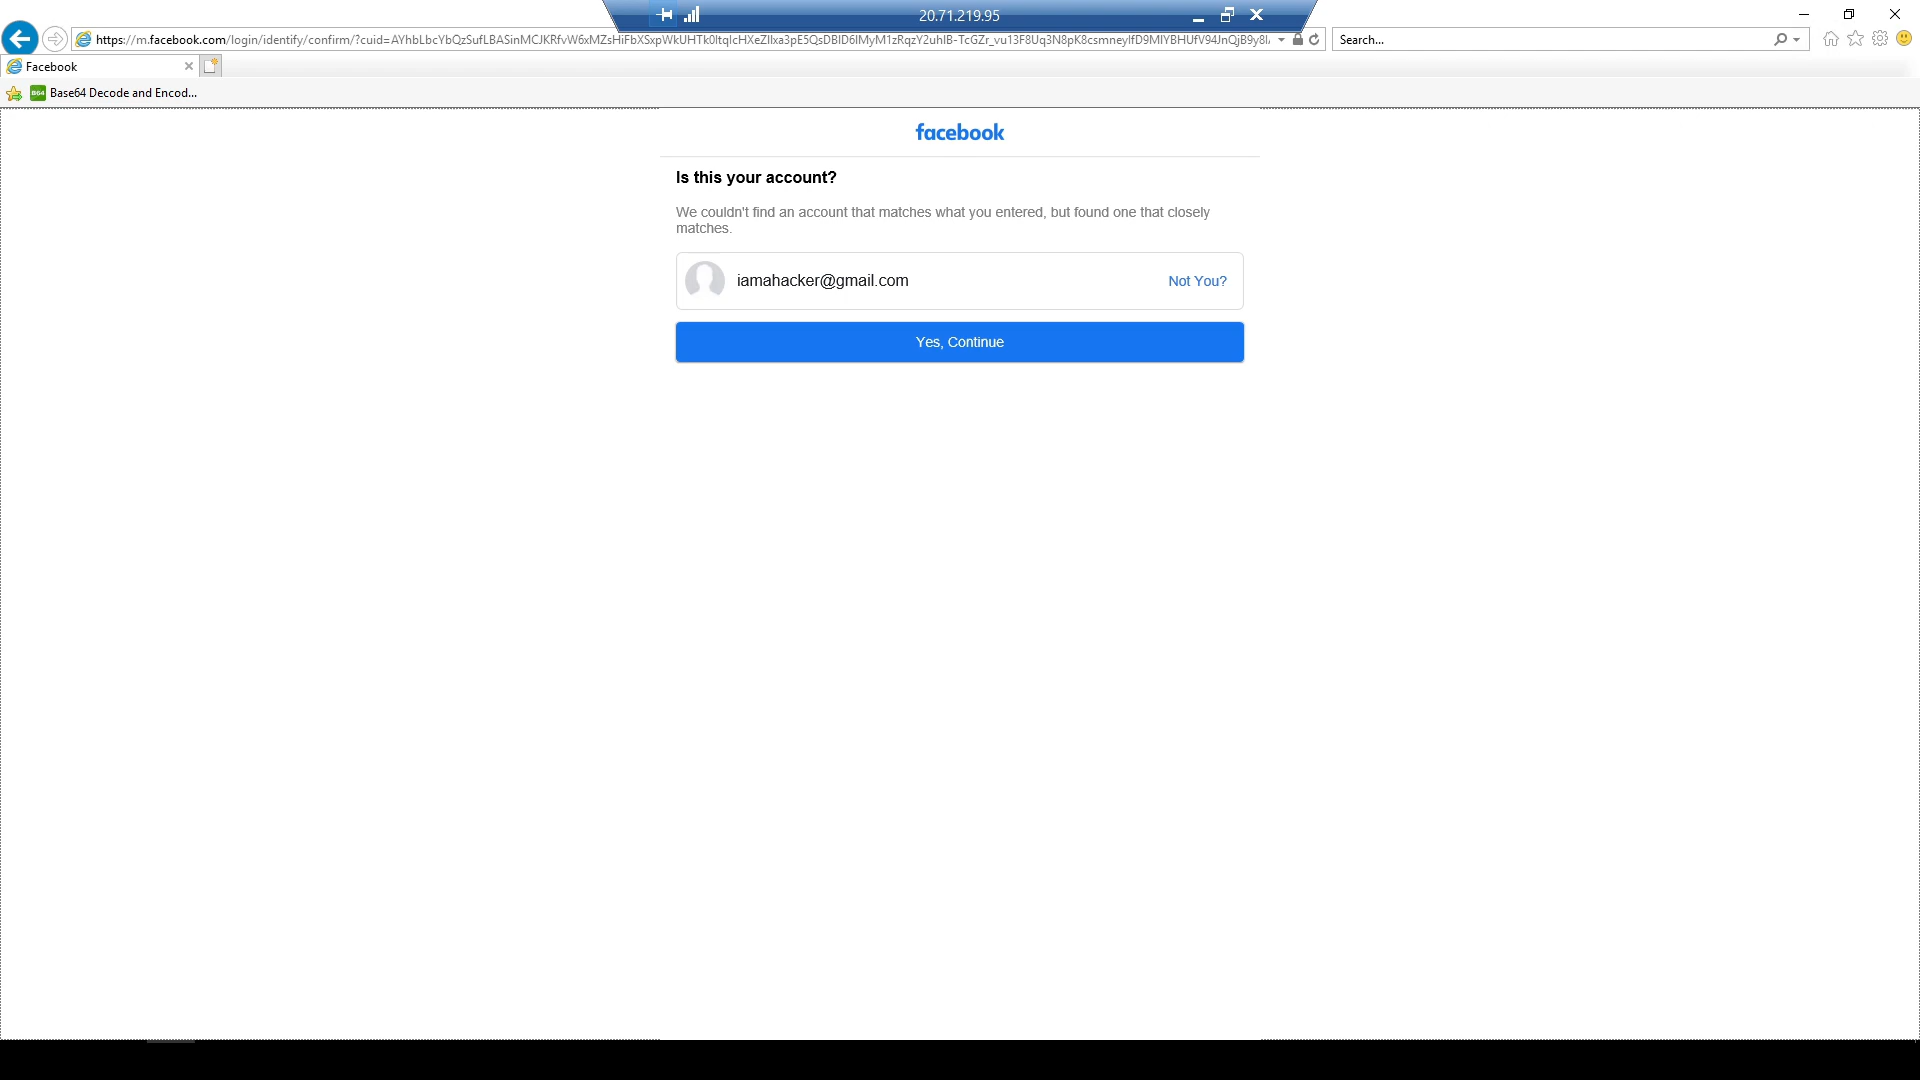 20.71.219.95
https://m.facebook.com/login/identify/confirm/?cuid=
Search...
Facebook
B64 Base64 Decode and Encod...
facebook
Is this your account?
We couldn't find an account that matches what you entered, but found one that closely
matches.
iamahacker@gmail.com Not You?
Yes, Continue